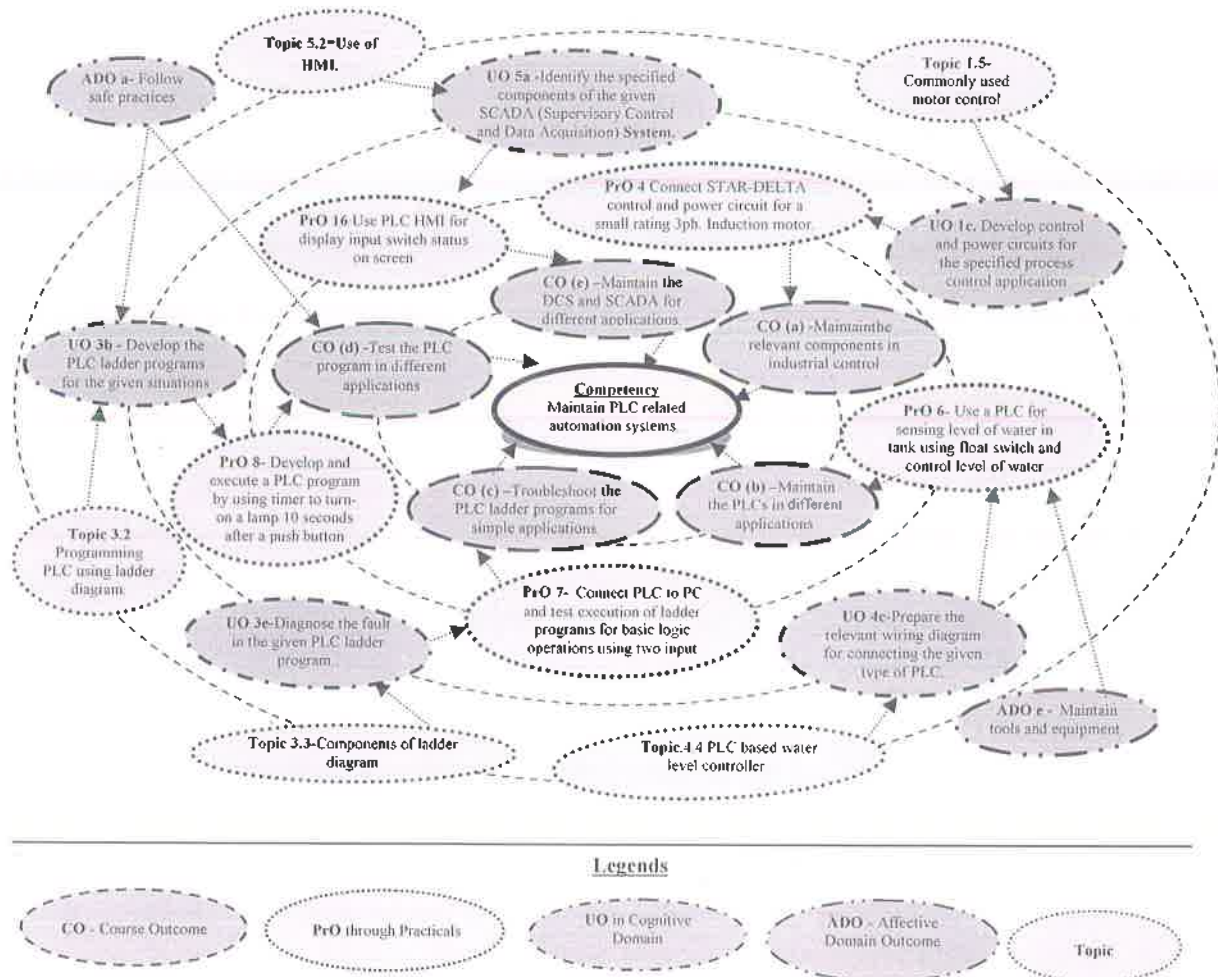 Topic 5.2=Use of
HMI.
ADO a- Follow
safe practices
UO 5a -Identify the specified
components of the given
SCADA (Supervisory Control
and Data Acquisition) System.
Topic 1.5-
Commonly used
motor control
PrO 16 Use PLC HMI for
display input switch status
on screen
PrO 4 Connect STAR-DELTA
control and power circuit for a
small rating 3ph. Induction motor.
UO 1c. Develop control
and power circuits for
the specified process
control application
CO (e) –Maintain the
DCS and SCADA for
different applications
UO 3b - Develop the
PLC ladder programs
for the given situations
CO (d) –Test the PLC
program in different
applications
CO (a) –Maintainthe
relevant components in
industrial control
Competency
Maintain PLC related
automation systems
PrO 6- Use a PLC for
sensing level of water in
tank using float switch and
control level of water
PrO 8- Develop and
execute a PLC program
by using timer to turn-
on a lamp 10 seconds
after a push button
CO (c) –Troubleshoot the
PLC ladder programs for
simple applications
CO (b) –Maintain
the PLCs in different
applications
Topic 3.2
Programming
PLC using ladder
diagram
PrO 7- Connect PLC to PC
and test execution of ladder
programs for basic logic
operations using two input
UO 3e-Diagnose the fault
in the given PLC ladder
program.
UO 4c-Prepare the
relevant wiring diagram
for connecting the given
type of PLC.
ADO e - Maintain
tools and equipment
Topic 3.3-Components of ladder
diagram
Topic.4.4 PLC based water
level controller
Legends
CO - Course Outcome
PrO through Practicals
UO in Cognitive
Domain
ADO - Affective
Domain Outcome
Topic